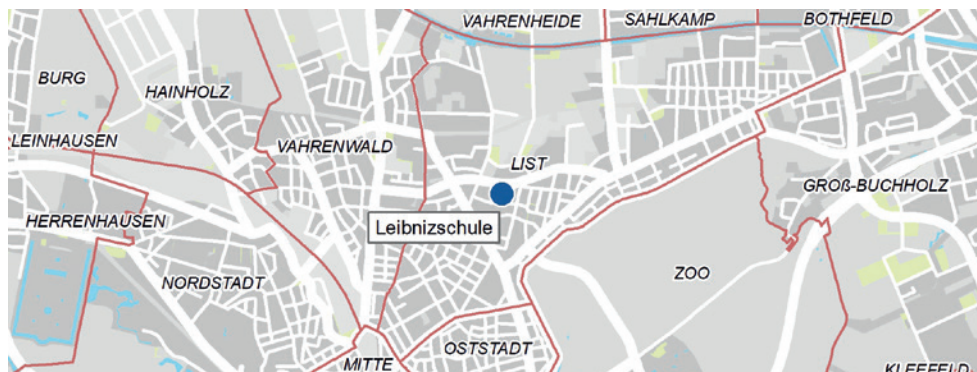 VAHRENHEIDE
SAHLKAMP
BOTHFELD
BURG
HAINHOLZ
LEINHAUSEN
VAHRENWALD
LIST
GROß-BUCHHOLZ
HERRENHAUSEN
Leibnizschule
NORDSTADT
ZOO
OSTSTADT
MITTE
KLEEFELD